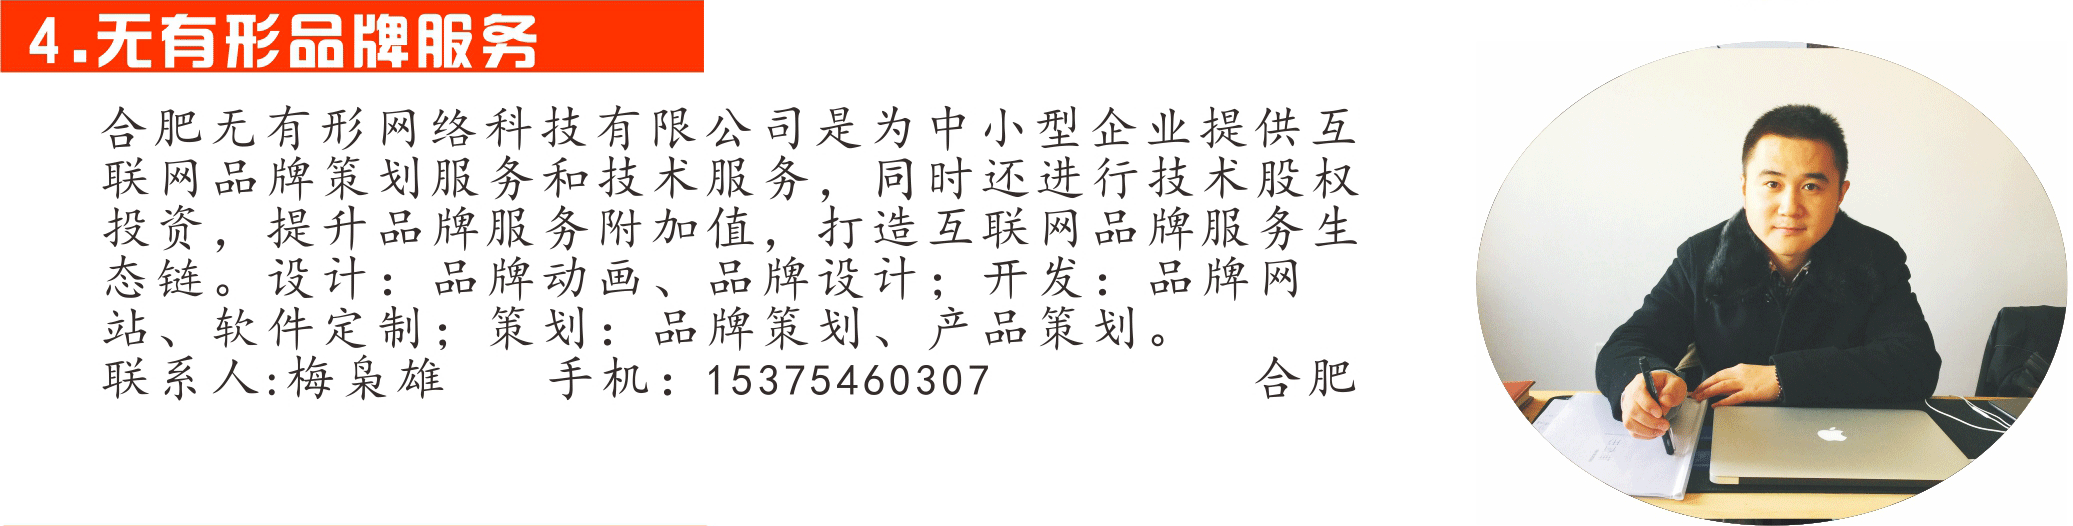 4.无有形品牌服务
合肥无有形网络科技有限公司是为中小型企业提供互
联网品牌策划服务和技术服务，同时还进行技术股权
投资，提升品牌服务附加值，打造互联网品牌服务生
态链。设计：品牌动画、品牌设计；开发：品牌网
站、软件定制；策划：品牌策划、产品策划。
联系人:梅枭雄 手机：15375460307 合肥